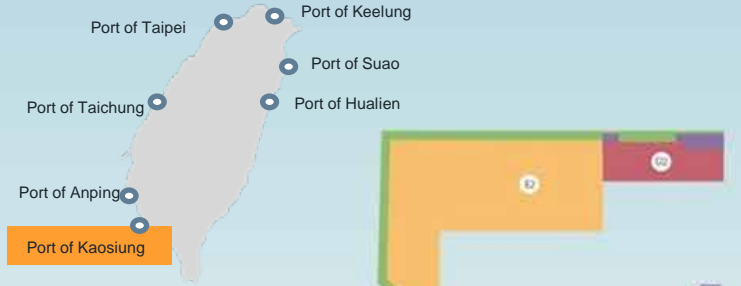 Port of Keelung
Port of Taipei
Port of Suao
Port of Taichung
Port of Hualien
Port of Anping
Port of Kaosiung
E2